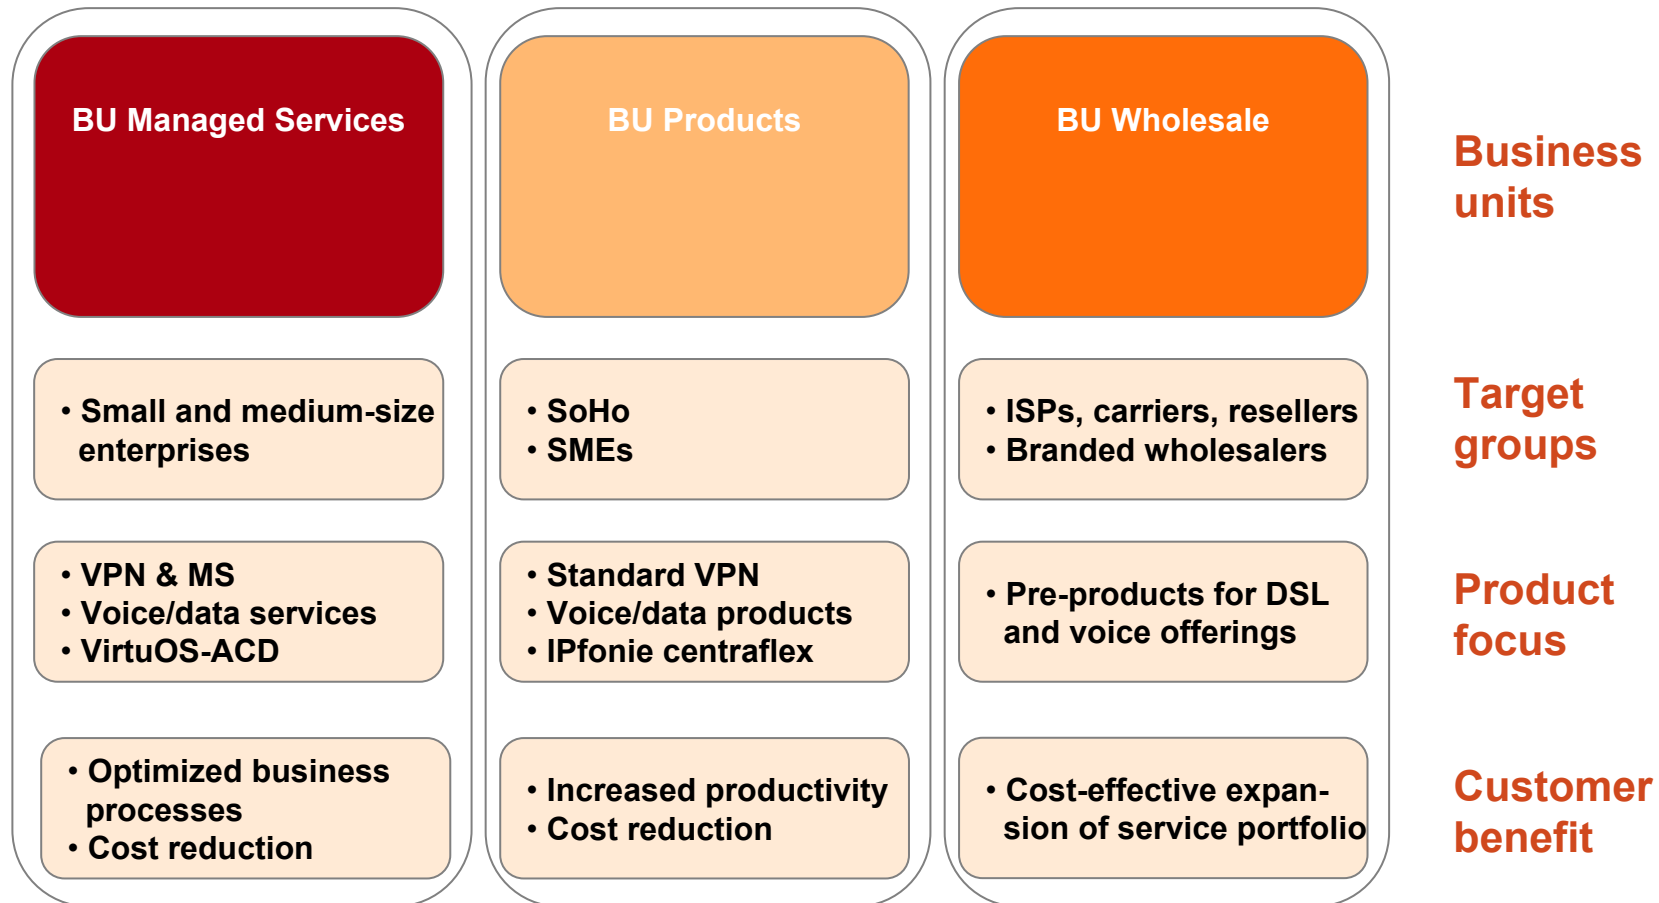 BU Managed Services
BU Products
BU Wholesale
Business
units
• Small and medium-size
enterprises
• SoHo
• SMEs
• ISPs, carriers, resellers
• Branded wholesalers
Target
groups
• VPN & MS
• Voice/data services
• VirtuOS-ACD
• Standard VPN
• Voice/data products
• IPfonie centraflex
• Pre-products for DSL
and voice offerings
Product
focus
• Optimized business
processes
• Cost reduction
• Increased productivity
• Cost reduction
• Cost-effective expan-
sion of service portfolio
Customer
benefit